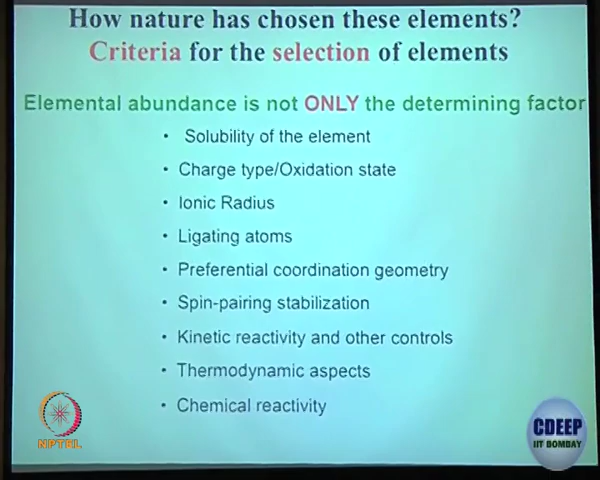 How nature has chosen these elements?
Criteria for the selection of elements
Elemental abundance is not ONLY the determining factor
• Solubility of the element
• Charge type/Oxidation state
• Ionic Radius
• Ligating atoms
• Preferential coordination geometry
• Spin-pairing stabilization
• Kinetic reactivity and other controls
• Thermodynamic aspects
• Chemical reactivity
NPTEL
CDEEP
IIT BOMBAY